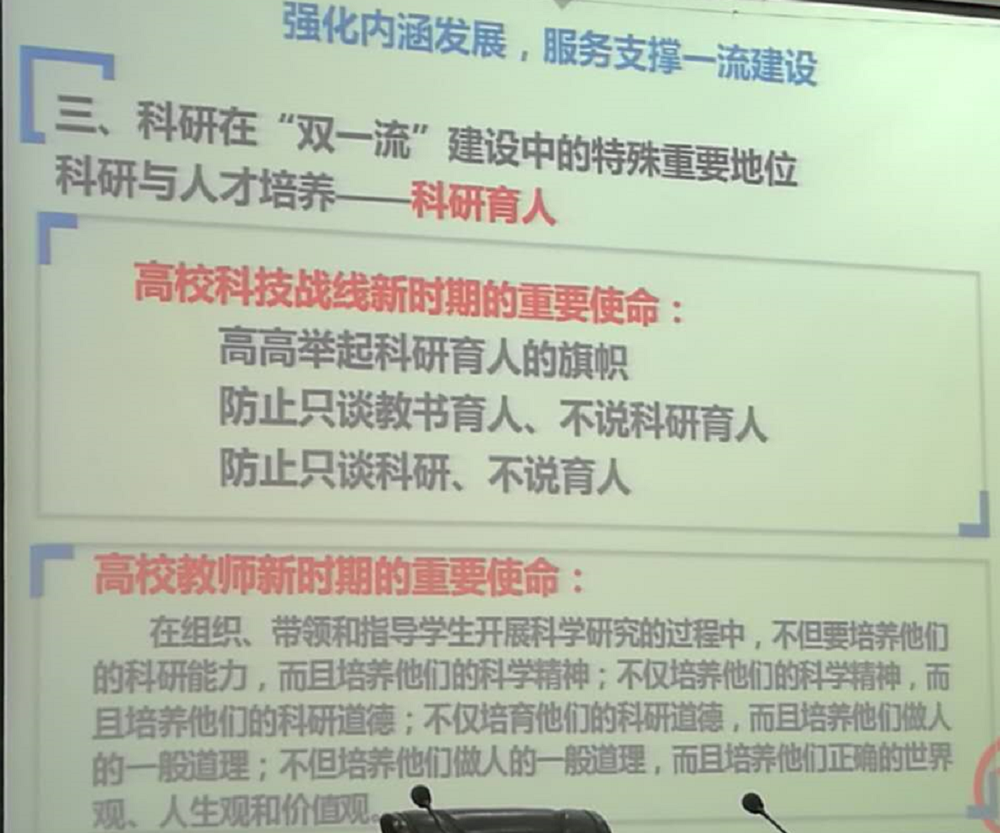 强化内涵发展，服务支撑一流建设
三、科研在“双一流”建设中的特殊重要地位
科研与人才培养——科研育人
高校科技战线新时期的重要使命：
高高举起科研育人的旗帜
防止只谈教书育人、不说科研育人
防止只谈科研、不说育人
高校教师新时期的重要使命：
在组织、带领和指导学生开展科学研究的过程中，不但要培养他们
的科研能力，而且培养他们的科学精神；不仅培养他们的科学精神，而
且培养他们的科研道德；不仅培育他们的科研道德，而且培养他们做人
的一般道理；不但培养他们做人的一般道理，而且培养他们正确的世界
观、人生观和价值观。